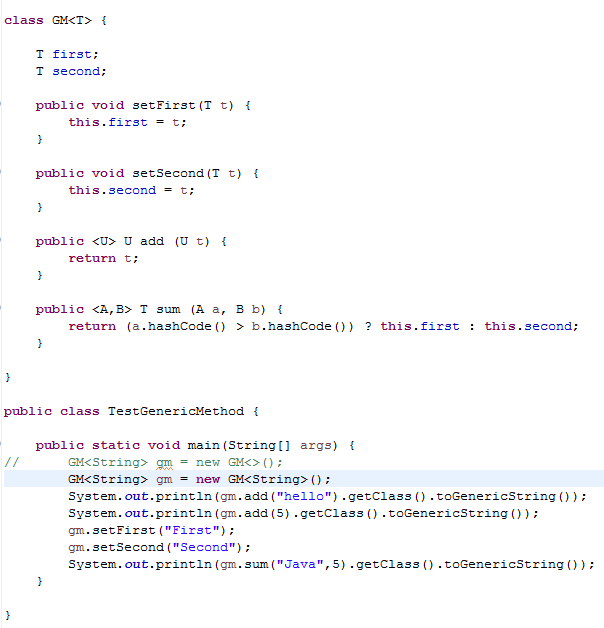 class GM<T> {
T first;
T second;
public void setFirst(T t) {
this.first = t;
}
public void setSecond(T t) {
this.second = t;
}
public <U> U add (U t) {
return t;
}
public <A,B> T sum (A a, B b) {
return (a.hashCode() > b.hashCode()) ? this.first : this.second;
}
}
public class TestGenericMethod {
public static void main(String[] args) {
// GM<String> gm = new GM<>();
GM<String> gm = new GM<String>();
System.out.println(gm.add("hello").getClass().toGenericString());
System.out.println(gm.add(5).getClass().toGenericString());
gm.setFirst("First");
gm.setSecond("Second");
System.out.println(gm.sum("Java",5).getClass().toGenericString());
}
}